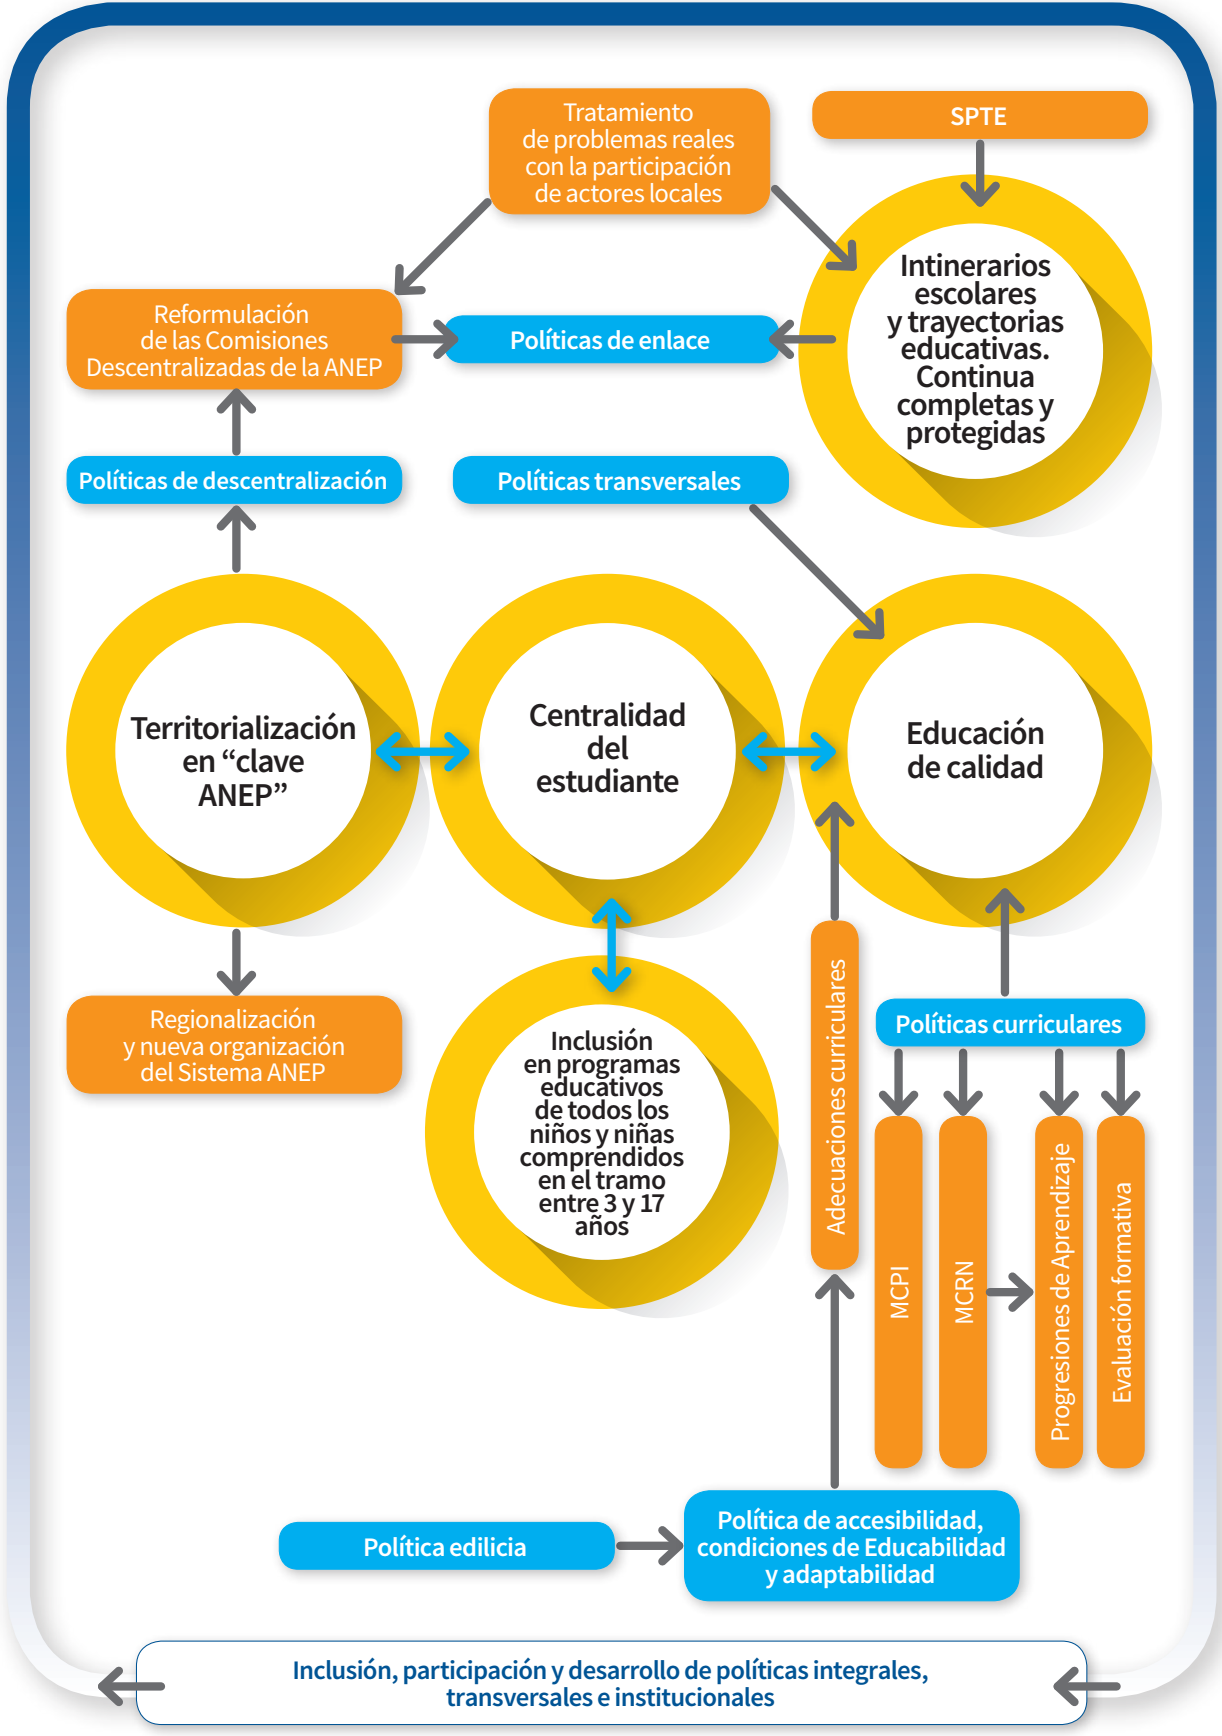 Tratamiento
de problemas reales
con la participación
de actores locales
SPTE
Intinerarios
escolares
y trayectorias
educativas.
Continua
completas y
protegidas
Reformulación
de las Comisiones
Descentralizadas de la ANEP
Políticas de enlace
Políticas de descentralización
Políticas transversales
Territorialización
en “clave
ANEP”
Centralidad
del
estudiante
Educación
de calidad
Regionalización
y nueva organización
del Sistema ANEP
Inclusión
en programas
educativos
de todos los
niños y niñas
comprendidos
en el tramo
entre 3 y 17
años
Adecuaciones curriculares
Políticas curriculares
MCPI
MCRN
Progresiones de Aprendizaje
Evaluación formativa
Política edilicia
Política de accesibilidad,
condiciones de Educabilidad
y adaptabilidad
Inclusión, participación y desarrollo de políticas integrales,
transversales e institucionales